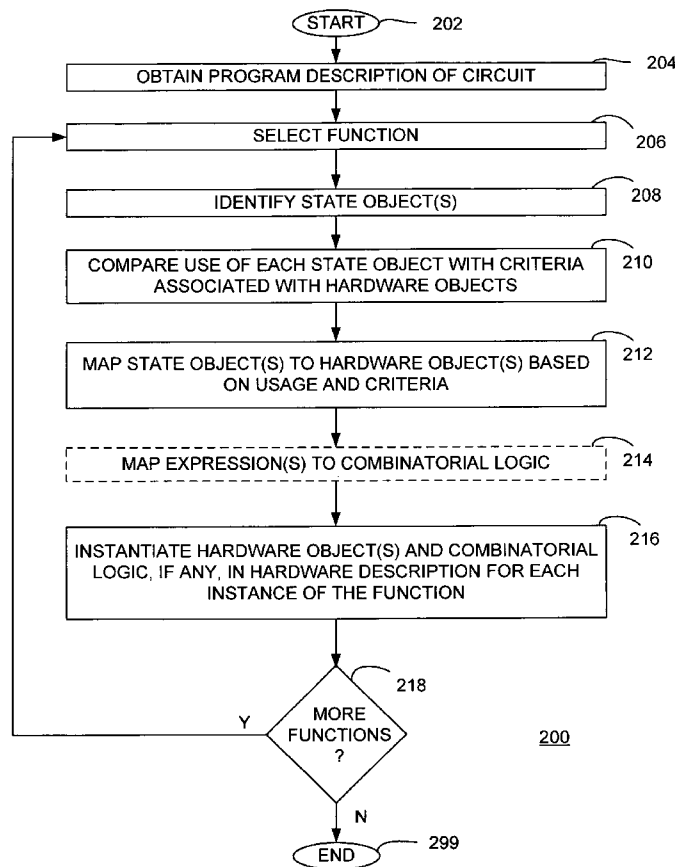 START
202
OBTAIN PROGRAM DESCRIPTION OF CIRCUIT
204
SELECT FUNCTION
206
IDENTIFY STATE OBJECT(S)
208
COMPARE USE OF EACH STATE OBJECT WITH CRITERIA
ASSOCIATED WITH HARDWARE OBJECTS
210
MAP STATE OBJECT(S) TO HARDWARE OBJECT(S) BASED
ON USAGE AND CRITERIA
212
MAP EXPRESSION(S) TO COMBINATORIAL LOGIC
214
INSTANTIATE HARDWARE OBJECT(S) AND COMBINATORIAL
LOGIC, IF ANY, IN HARDWARE DESCRIPTION FOR EACH
INSTANCE OF THE FUNCTION
216
218
Y
MORE
FUNCTIONS
?
200
N
END
299